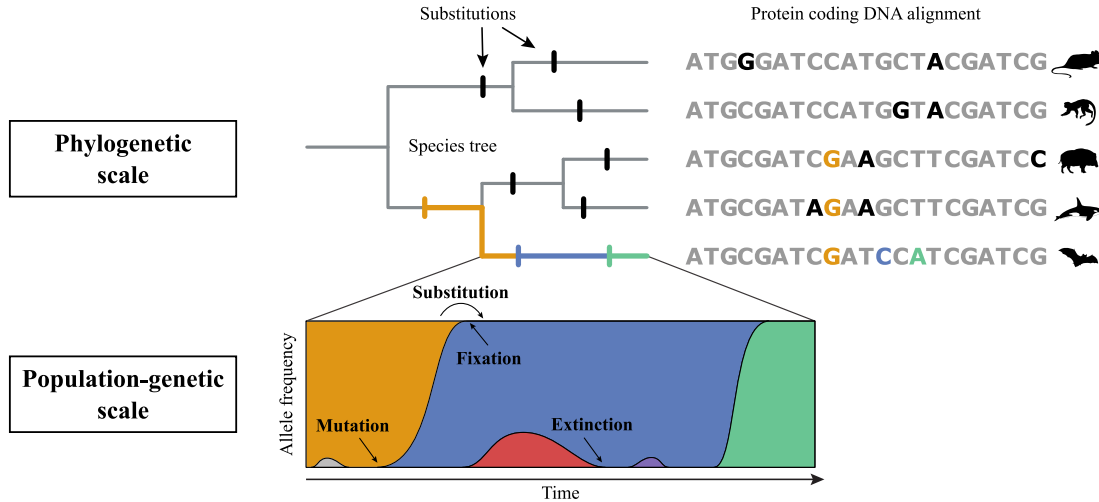 Substitutions
Protein coding DNA alignment
ATGGGATCCATGCTACGATCG
ATGCGATCCATGGTACGATCG
Phylogenetic
scale
Species tree
ATGCGATCGAAGCTTCGATCC
ATGCGATAGAAGCTTCGATCG
ATGCGATCGATCCATCGATCG
Substitution
Fixation
Population-genetic
scale
Allele frequency
Mutation
Extinction
Time